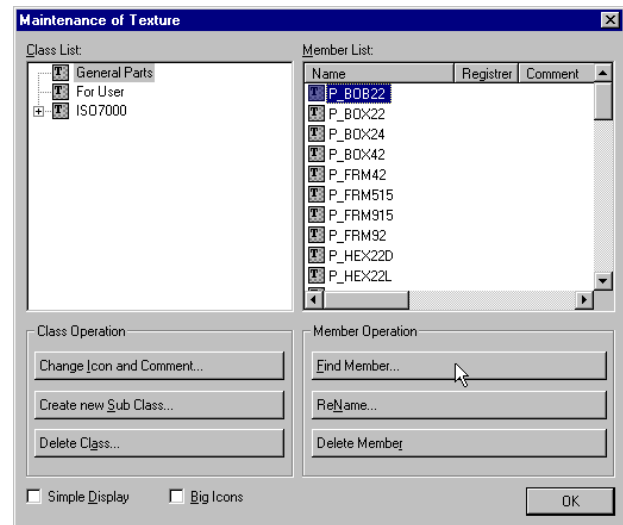 Maintenance of Texture
Class List:
General Parts
For User
ISO7000
Member List:
Name Registrer Comment
P_BOB22
P_BOX22
P_BOX24
P_BOX42
P_FRM42
P_FRM515
P_FRM915
P_FRM92
P_HEX22D
P_HEX22L
Class Operation
Change Icon and Comment...
Create new Sub Class...
Delete Class...
Member Operation
Find Member...
ReName...
Delete Member
Simple Display Big Icons
OK